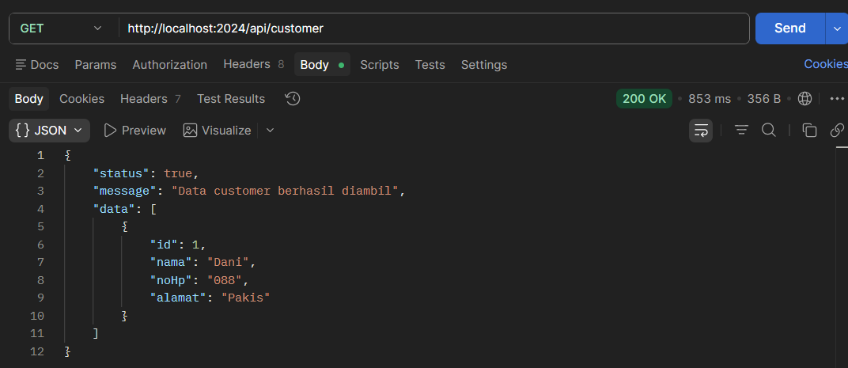 GET http://localhost:2024/api/customer Send
Docs Params Authorization Headers 8 Body Scripts Tests Settings Cookies
Body Cookies Headers 7 Test Results 200 OK • 853 ms • 356 B • •••
{} JSON Preview Visualize
1 {
2 "status": true,
3 "message": "Data customer berhasil diambil",
4 "data": [
5 {
6 "id": 1,
7 "nama": "Dani",
8 "noHp": "088",
9 "alamat": "Pakis"
10 }
11 ]
12 }